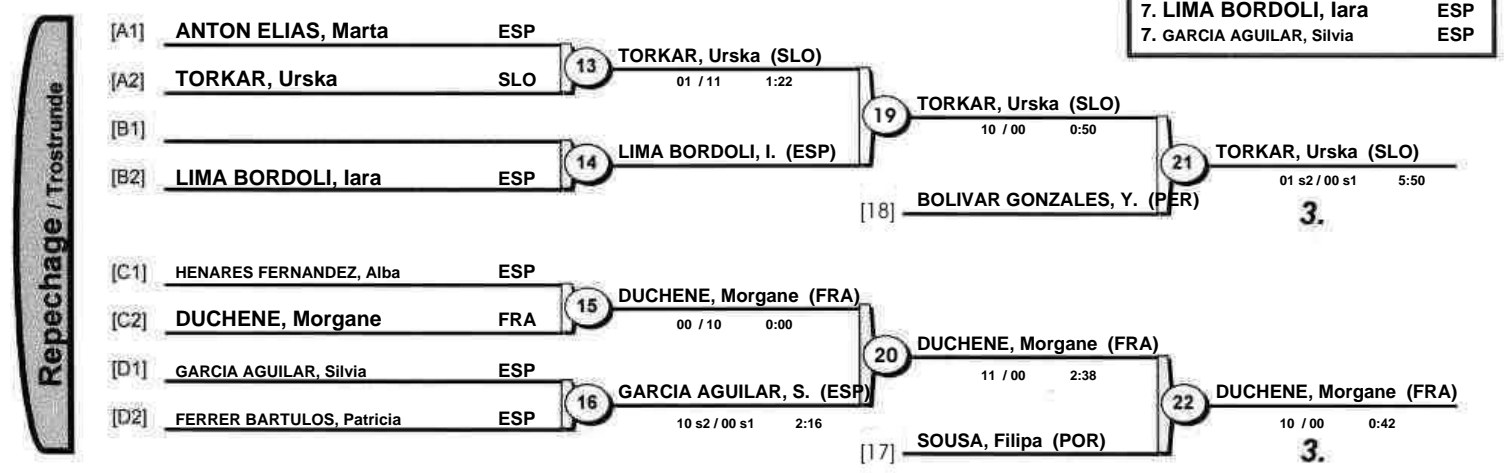 7. LIMA BORDOLI, Iara ESP
7. GARCIA AGUILAR, Silvia ESP
Repechage / Trostrunde
[A1] ANTON ELIAS, Marta ESP
13 TORKAR, Urska (SLO)
[A2] TORKAR, Urska SLO
01 / 11 1:22
19 TORKAR, Urska (SLO)
10 / 00 0:50
[B1]
14 LIMA BORDOLI, I. (ESP)
[B2] LIMA BORDOLI, Iara ESP
21 TORKAR, Urska (SLO)
01 s2 / 00 s1 5:50
[18] BOLIVAR GONZALES, Y. (PER)
3.
[C1] HENARES FERNANDEZ, Alba ESP
15 DUCHENE, Morgane (FRA)
[C2] DUCHENE, Morgane FRA
00 / 10 0:00
20 DUCHENE, Morgane (FRA)
11 / 00 2:38
[D1] GARCIA AGUILAR, Silvia ESP
16 GARCIA AGUILAR, S. (ESP)
[D2] FERRER BARTULOS, Patricia ESP
10 s2 / 00 s1 2:16
22 DUCHENE, Morgane (FRA)
10 / 00 0:42
[17] SOUSA, Filipa (POR)
3.